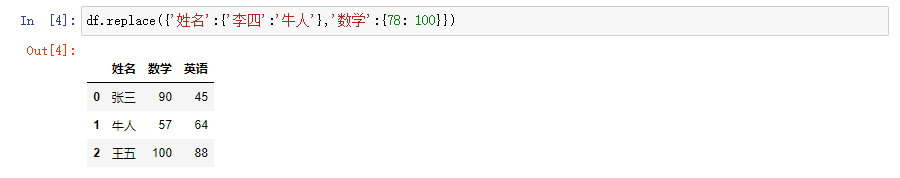 In [4]: df.replace({'姓名':{'李四':'牛人'},'数学':{78: 100}})
Out[4]:
姓名 数学 英语
0 张三 90 45
1 牛人 57 64
2 王五 100 88